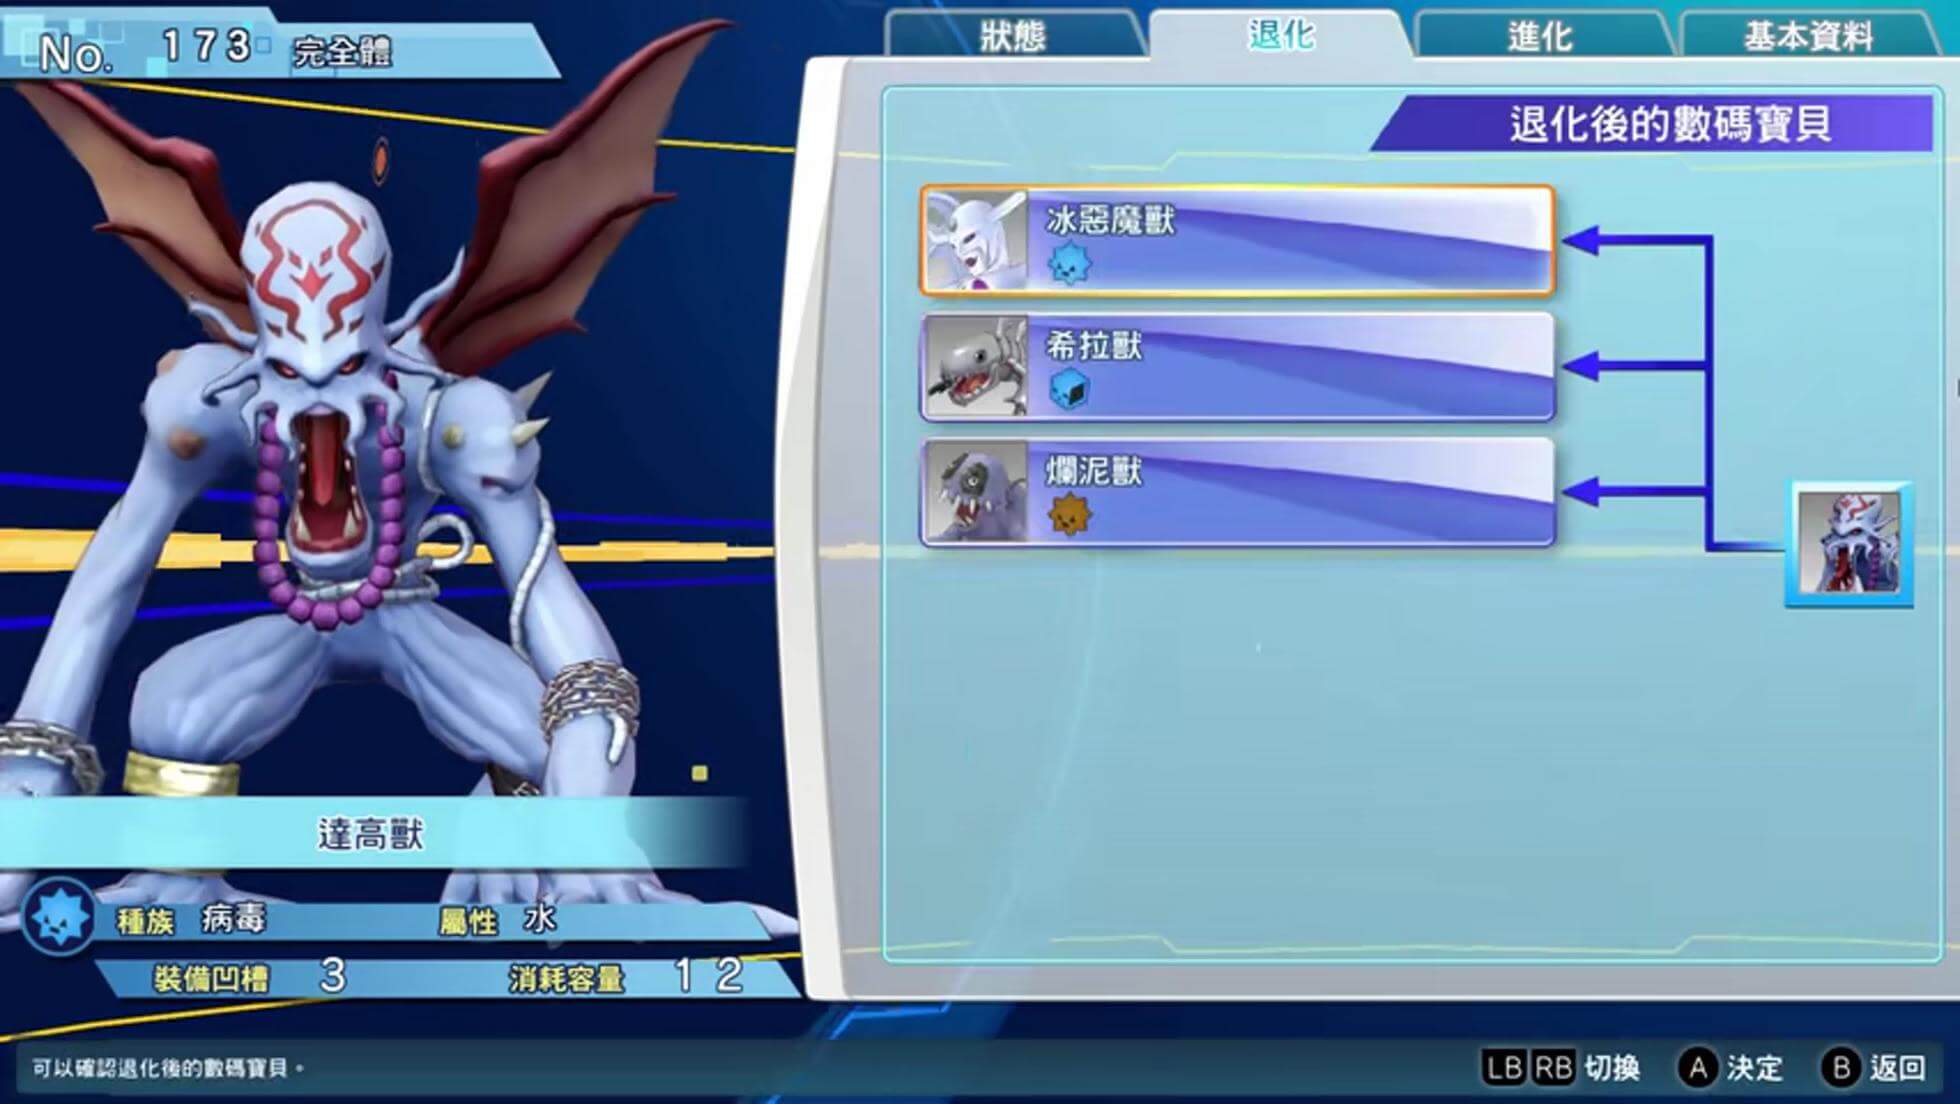 No. 173 完全體
狀態 退化 進化 基本資料
退化後的數碼寶貝
冰惡魔獸
希拉獸
爛泥獸
達高獸
種族 病毒 屬性 水
裝備凹槽 3 消耗容量 12
可以確認退化後的數碼寶貝。
LB RB 切換 A 決定 B 返回